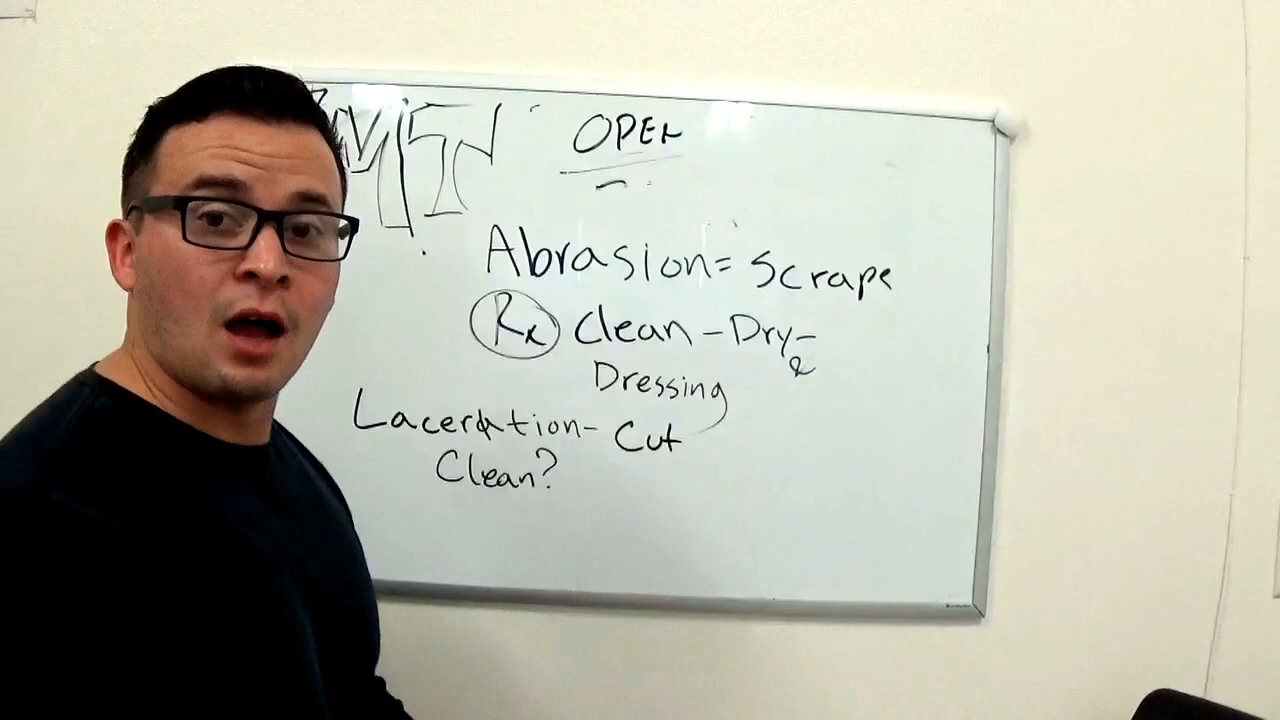 OPEN
Abrasion = Scrape
Rx Clean - Dry -
&
Dressing
Laceration - Cut
Clean?